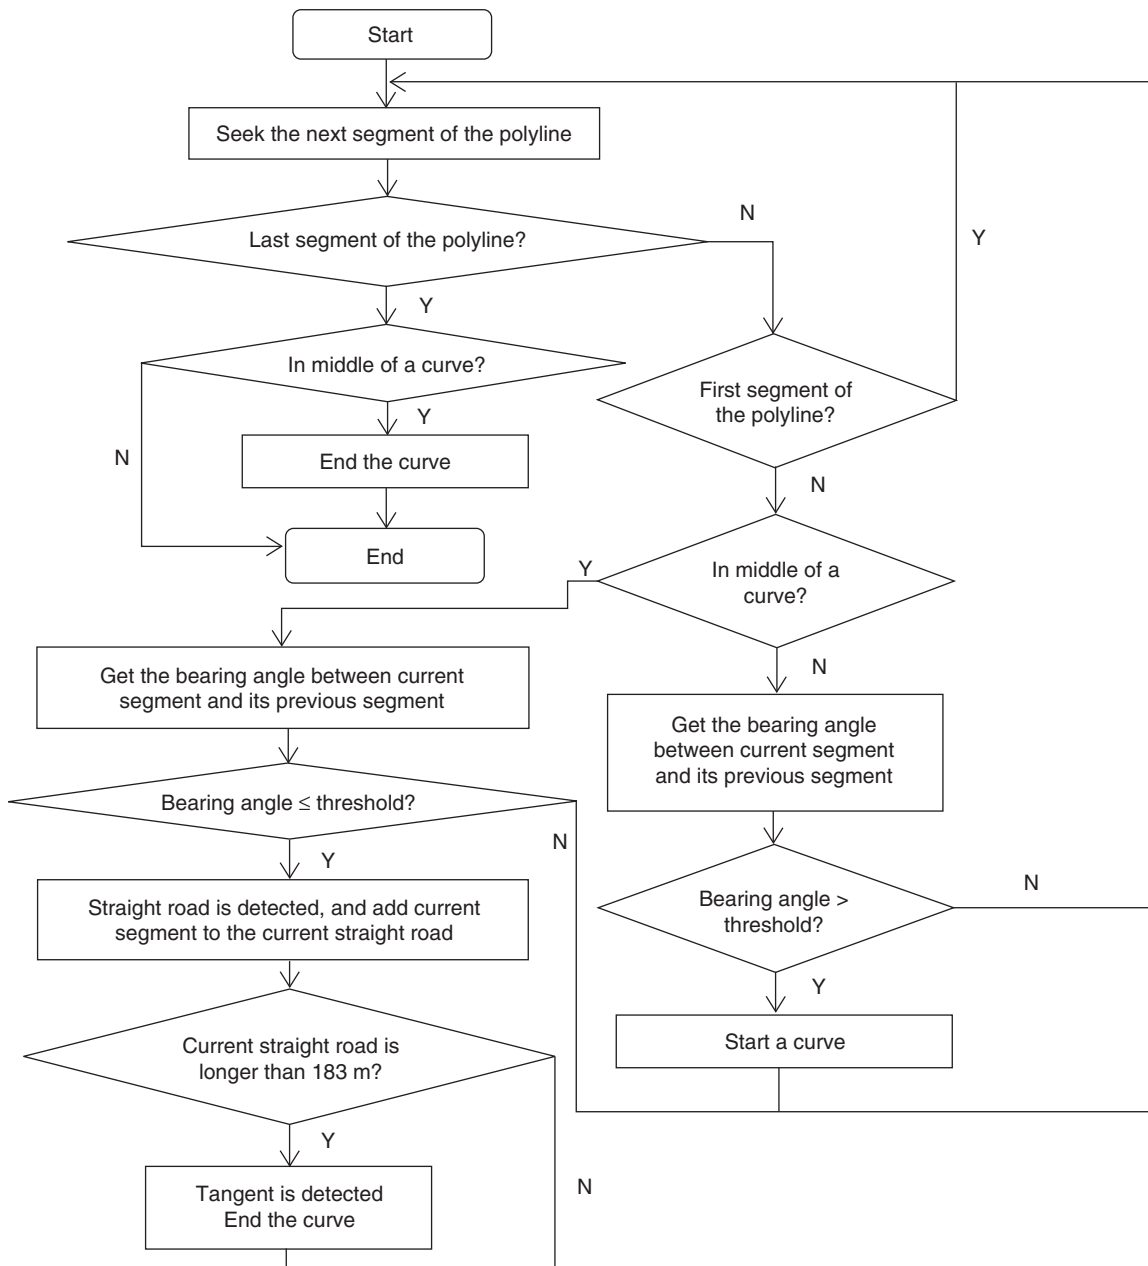 Start
Seek the next segment of the polyline
Last segment of the polyline?
N
Y
Y
In middle of a curve?
First segment of
the polyline?
Y
N
End the curve
N
End
In middle of a
curve?
Y
N
Get the bearing angle between current
segment and its previous segment
Get the bearing angle
between current segment
and its previous segment
Bearing angle ≤ threshold?
N
Y
Bearing angle >
threshold?
N
Y
Straight road is detected, and add current
segment to the current straight road
Start a curve
Current straight road is
longer than 183 m?
Y
N
Tangent is detected
End the curve